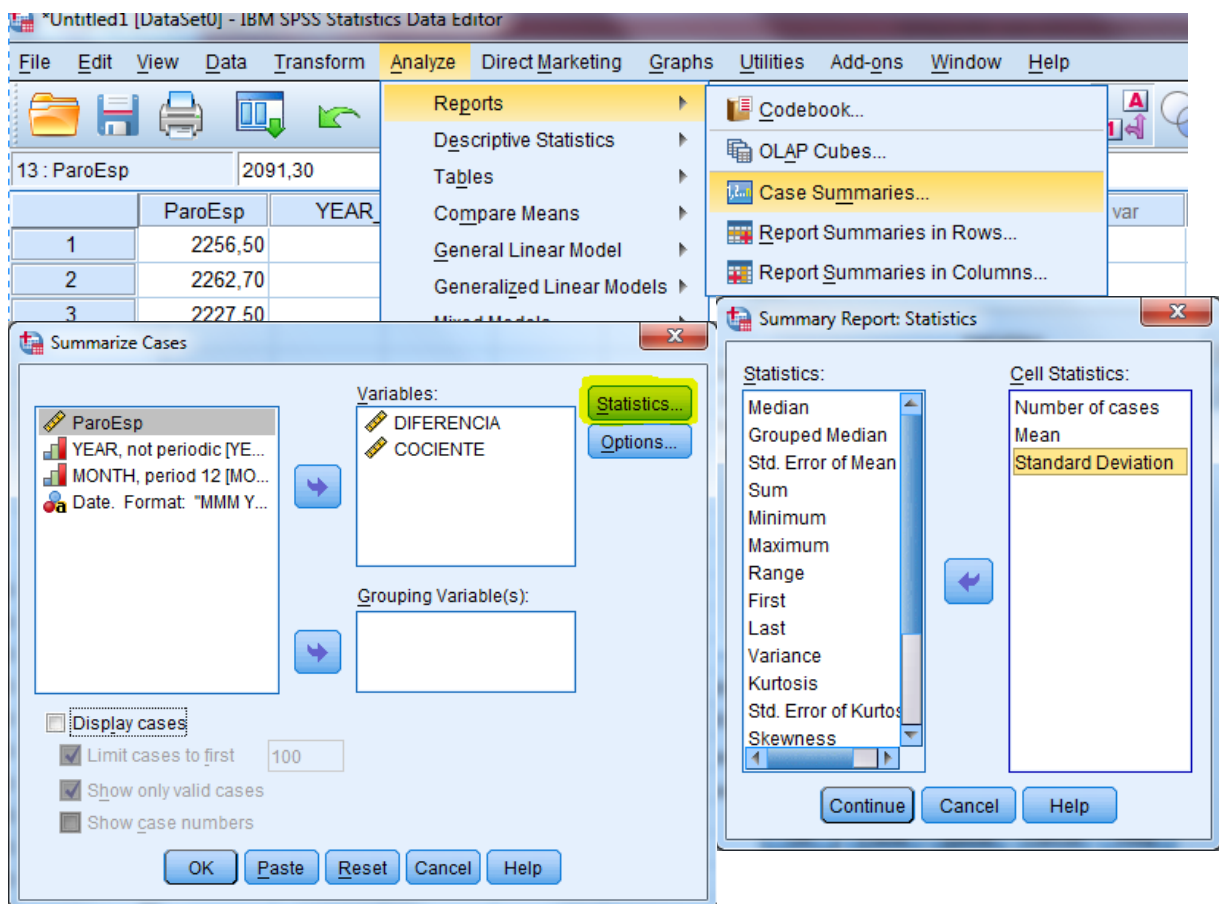 *Untitled1 [DataSet0] - IBM SPSS Statistics Data Editor
File Edit View Data Transform Analyze Direct Marketing Graphs Utilities Add-ons Window Help
Reports
Descriptive Statistics
Tables
Compare Means
General Linear Model
Generalized Linear Models
Mixed Models
Codebook...
OLAP Cubes...
Case Summaries...
Report Summaries in Rows...
Report Summaries in Columns...
A
1
13 : ParoEsp 2091,30
ParoEsp YEAR_ var
1 2256,50
2 2262,70
3 2227,50
Summarize Cases
ParoEsp
YEAR, not periodic [YE...
MONTH, period 12 [MO...
Date. Format: "MMM Y...
Variables:
DIFERENCIA
COCIENTE
Statistics...
Options...
Grouping Variable(s):
Display cases
Limit cases to first 100
Show only valid cases
Show case numbers
OK Paste Reset Cancel Help
Summary Report: Statistics
Statistics:
Median
Grouped Median
Std. Error of Mean
Sum
Minimum
Maximum
Range
First
Last
Variance
Kurtosis
Std. Error of Kurtos
Skewness
Cell Statistics:
Number of cases
Mean
Standard Deviation
Continue Cancel Help